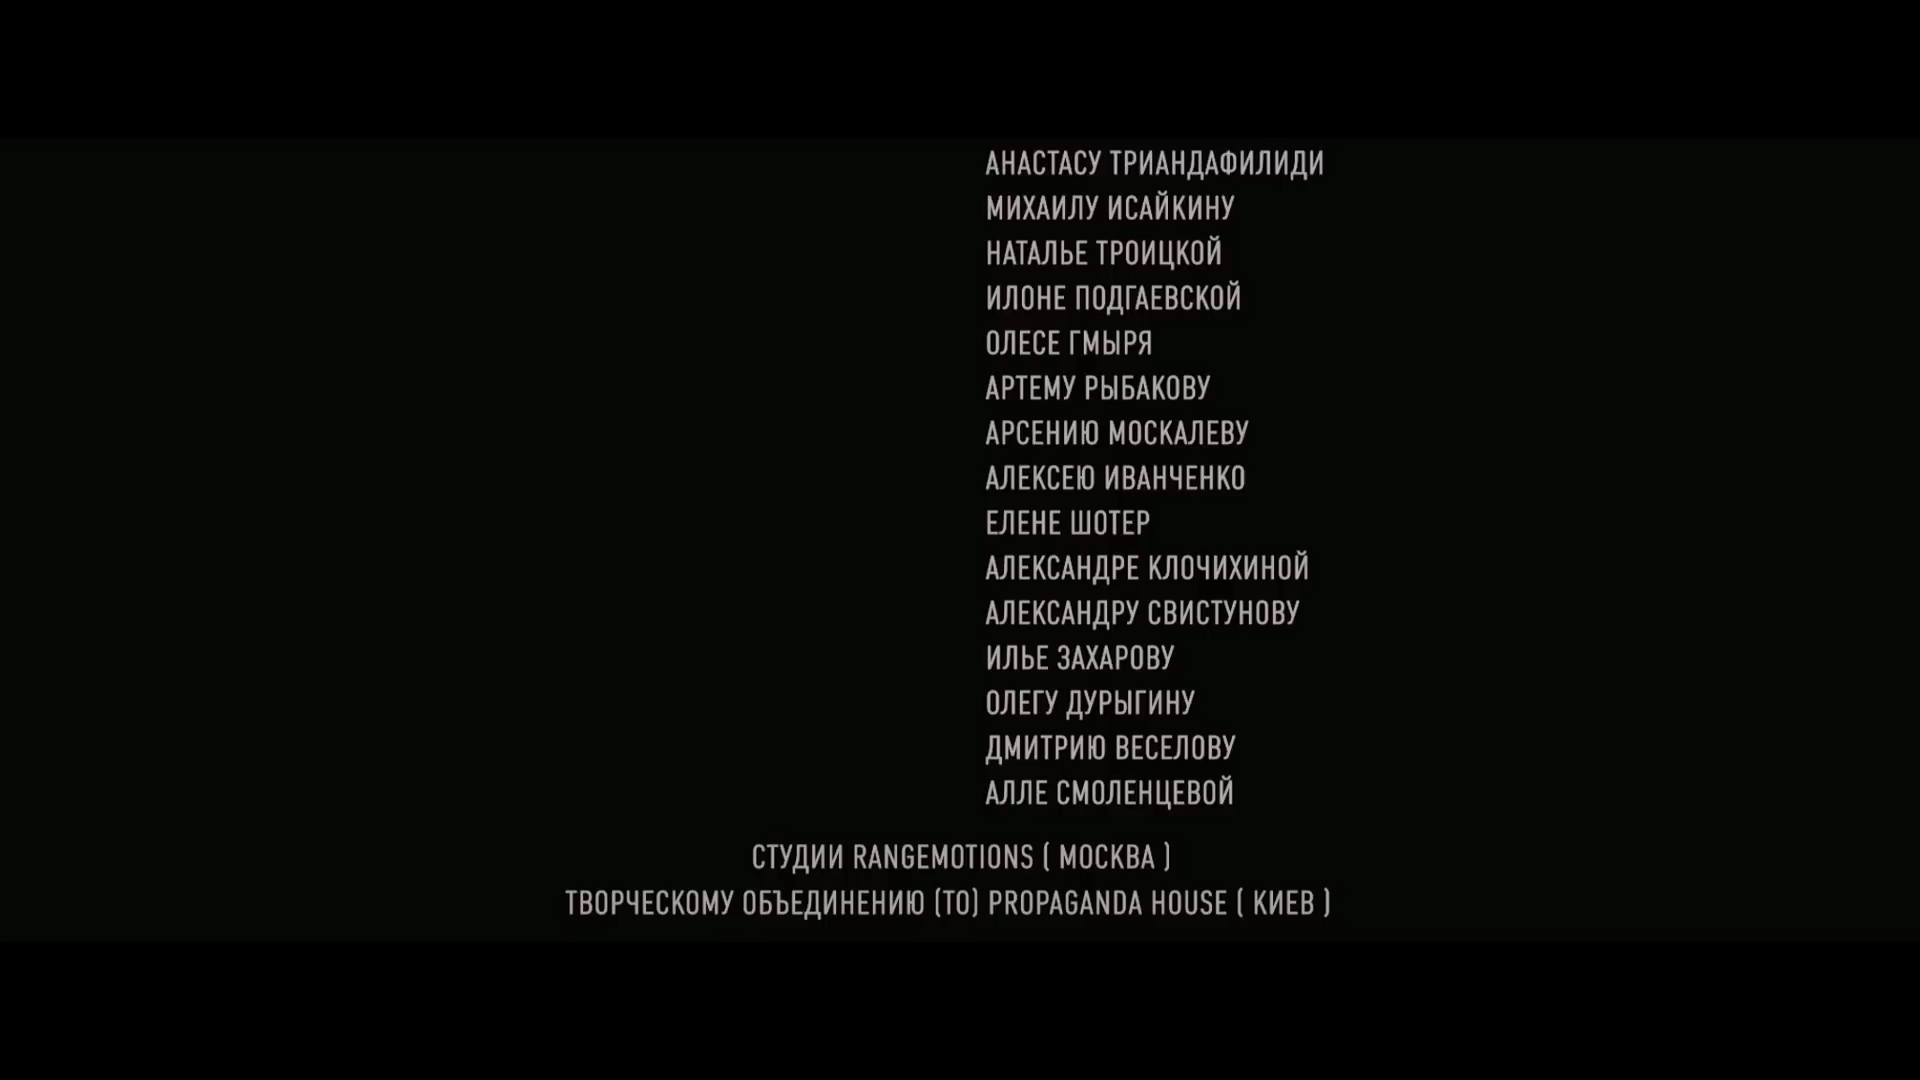 АНАСТАСУ ТРИАНДАФИЛИДИ
МИХАИЛУ ИСАЙКИНУ
НАТАЛЬЕ ТРОИЦКОЙ
ИЛОНЕ ПОДГАЕВСКОЙ
ОЛЕСЕ ГМЫРЯ
АРТЕМУ РЫБАКОВУ
АРСЕНИЮ МОСКАЛЕВУ
АЛЕКСЕЮ ИВАНЧЕНКО
ЕЛЕНЕ ШОТЕР
АЛЕКСАНДРЕ КЛОЧИХИНОЙ
АЛЕКСАНДРУ СВИСТУНОВУ
ИЛЬЕ ЗАХАРОВУ
ОЛЕГУ ДУРЫГИНУ
ДМИТРИЮ ВЕСЕЛОВУ
АЛЛЕ СМОЛЕНЦЕВОЙ
СТУДИИ RANGEMOTIONS ( МОСКВА )
ТВОРЧЕСКОМУ ОБЪЕДИНЕНИЮ (ТО) PROPAGANDA HOUSE ( КИЕВ )